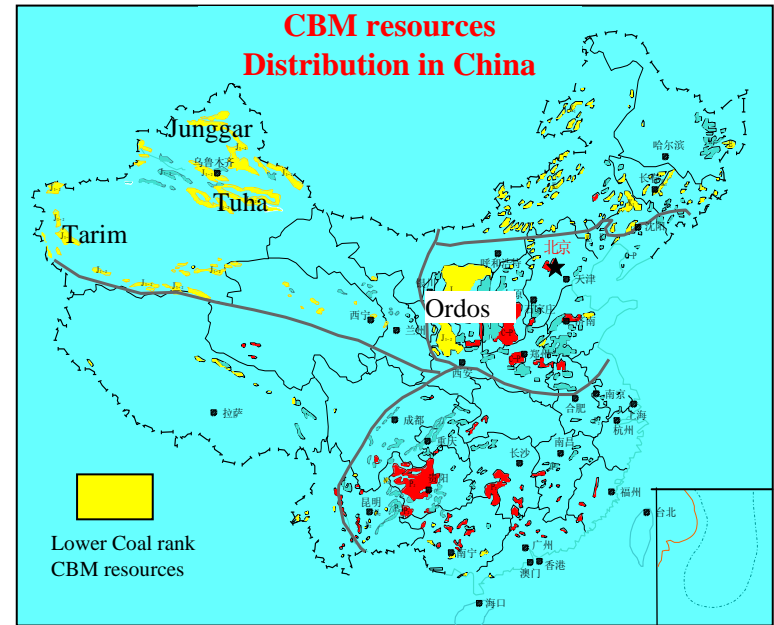 CBM resources
Distribution in China
Junggar
哈尔滨
乌鲁木齐
长
Tuha
沈阳
Tarim
北京
呼和浩特
天津
Ordos
石家庄
西宁
兰州
济南
郑州
西安
合肥
南京
上海
杭州
拉萨
成都
重庆
南昌
长沙
贵阳
福州
昆明
台北
Lower Coal rank
CBM resources
南宁
广州
香港
澳门
海口